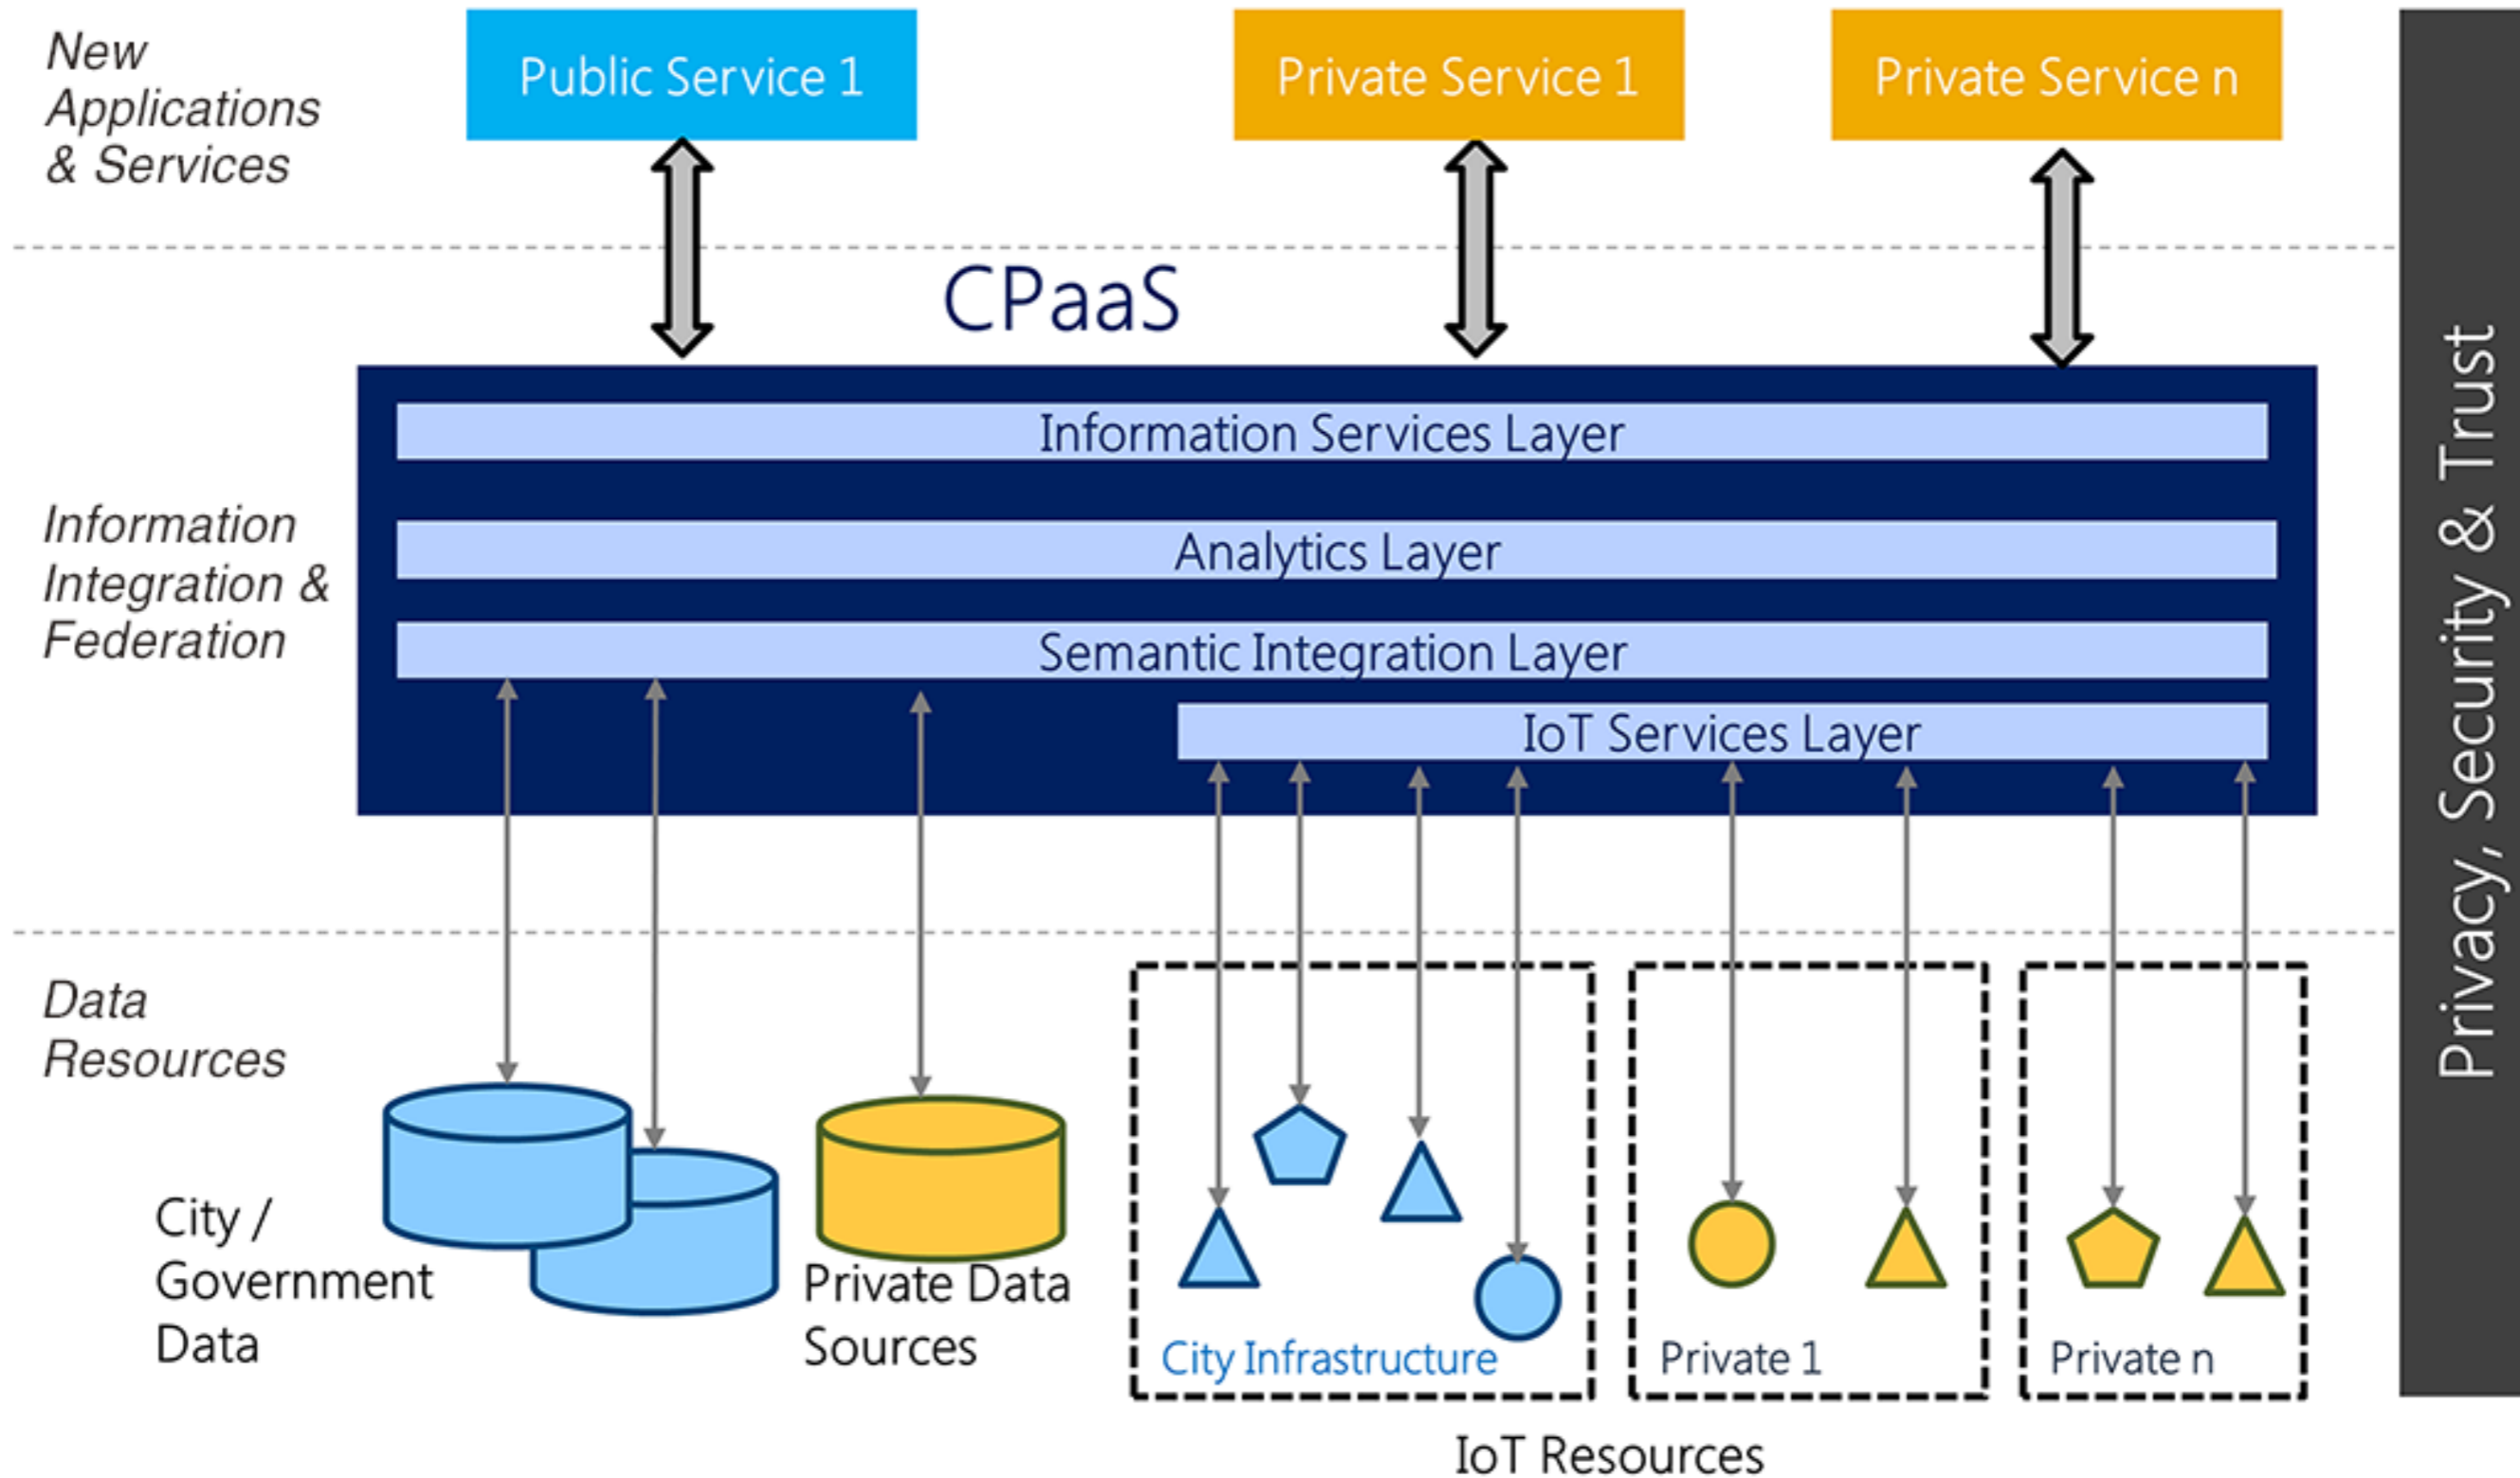 New
Applications
& Services
Public Service 1
Private Service 1
Private Service n
CPaaS
Information
Integration &
Federation
Information Services Layer
Analytics Layer
Semantic Integration Layer
IoT Services Layer
Privacy, Security & Trust
Data
Resources
City /
Government
Data
Private Data
Sources
City Infrastructure
Private 1
Private n
IoT Resources